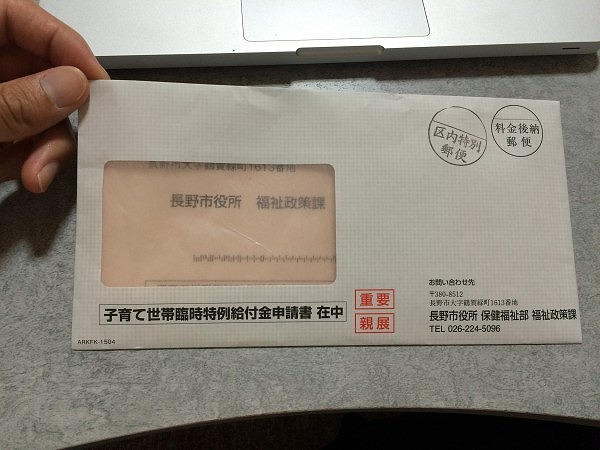 区内特別
郵便
料金後納
郵便
長野市大字鶴賀緑町1613番地
長野市役所 福祉政策課
子育て世帯臨時特例給付金申請書 在中
重要
親展
お問い合わせ先
〒380-8512
長野市大字鶴賀緑町1613番地
長野市役所 保健福祉部 福祉政策課
TEL 026-224-5096
ARKFK-1504